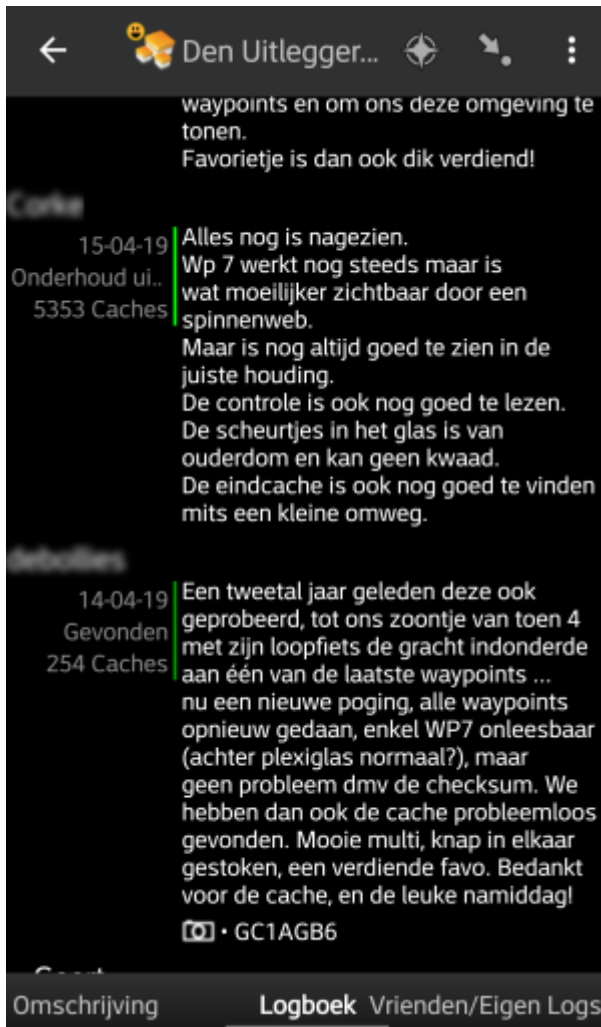 Den Uitlegger...
waypoints en om ons deze omgeving te
tonen.
Favorietje is dan ook dik verdiend!
15-04-19
Onderhoud ui..
5353 Caches
Alles nog is nagezien.
Wp 7 werkt nog steeds maar is
wat moeilijker zichtbaar door een
spinnenweb.
Maar is nog altijd goed te zien in de
juiste houding.
De controle is ook nog goed te lezen.
De scheurtjes in het glas is van
ouderdom en kan geen kwaad.
De eindcache is ook nog goed te vinden
mits een kleine omweg.
14-04-19
Gevonden
254 Caches
Een tweetal jaar geleden deze ook
geprobeerd, tot ons zoontje van toen 4
met zijn loopfiets de gracht indonderde
aan één van de laatste waypoints ...
nu een nieuwe poging, alle waypoints
opnieuw gedaan, enkel WP7 onleesbaar
(achter plexiglas normaal?), maar
geen probleem dmv de checksum. We
hebben dan ook de cache probleemloos
gevonden. Mooie multi, knap in elkaar
gestoken, een verdiende favo. Bedankt
voor de cache, en de leuke namiddag!
• GC1AGB6
Omschrijving Logboek Vrienden/Eigen Logs